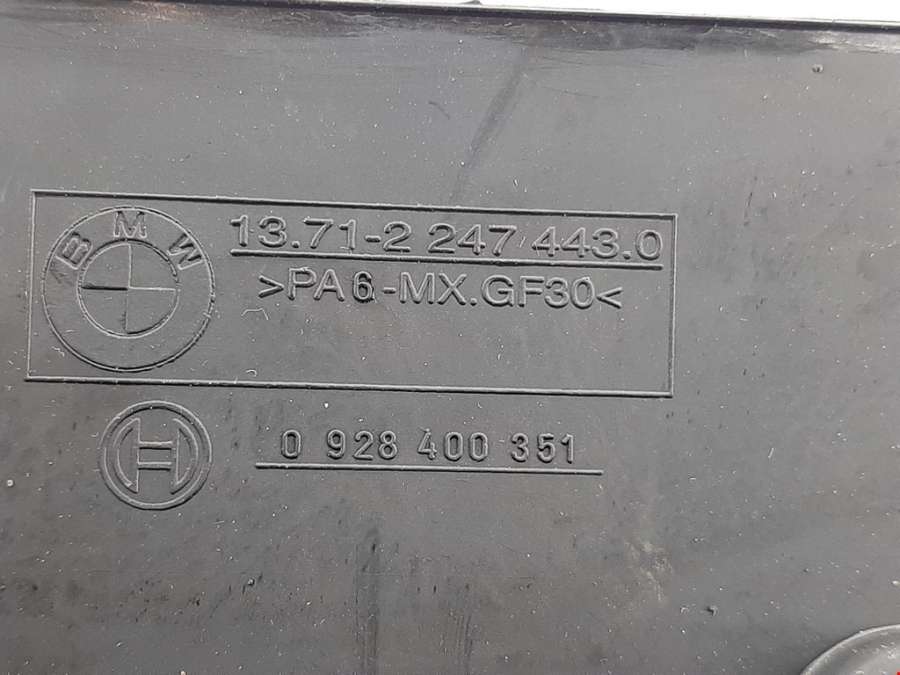 BMW
13.71-2 247 443.0
>PA6-MX.GF30<
0 928 400 351